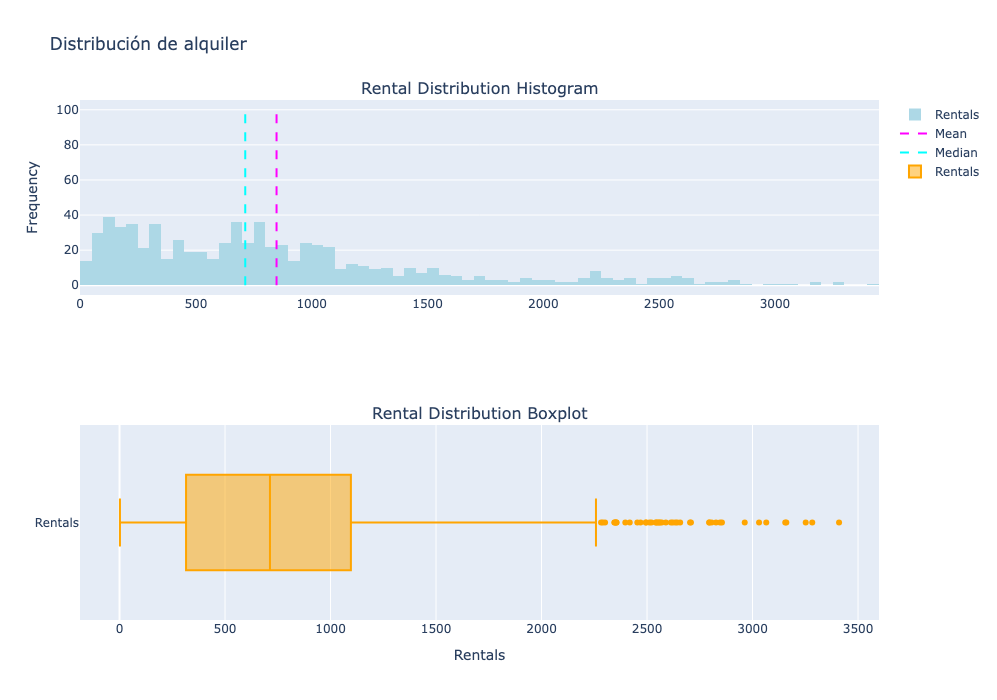 Distribución de alquiler
Rental Distribution Histogram
100
80
60
40
20
0
Frequency
0 500 1000 1500 2000 2500 3000
Rentals
Mean
Median
Rentals
Rental Distribution Boxplot
Rentals
0 500 1000 1500 2000 2500 3000 3500
Rentals